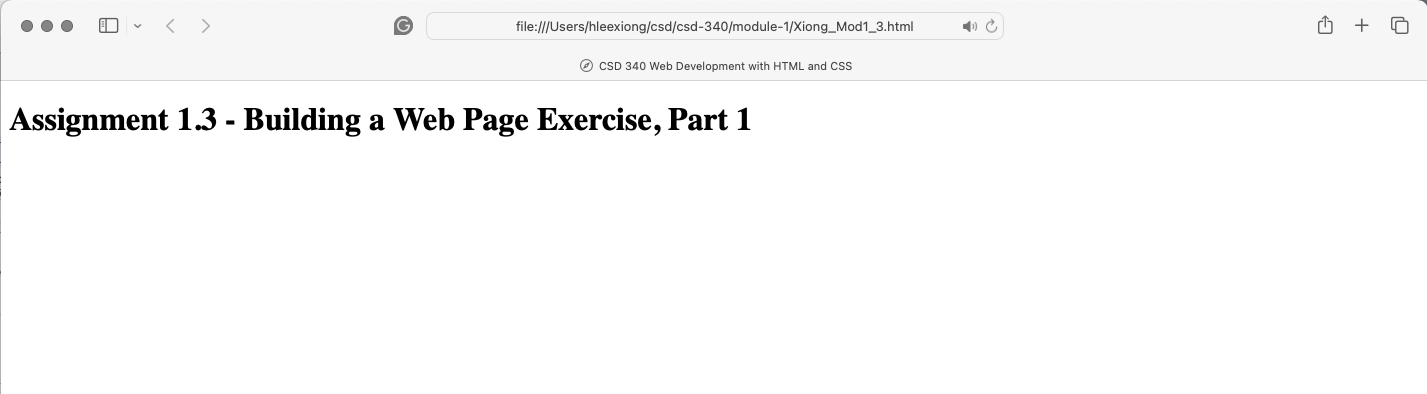 file:///Users/hleexiong/csd/csd-340/module-1/Xiong_Mod1_3.html
CSD 340 Web Development with HTML and CSS
Assignment 1.3 - Building a Web Page Exercise, Part 1